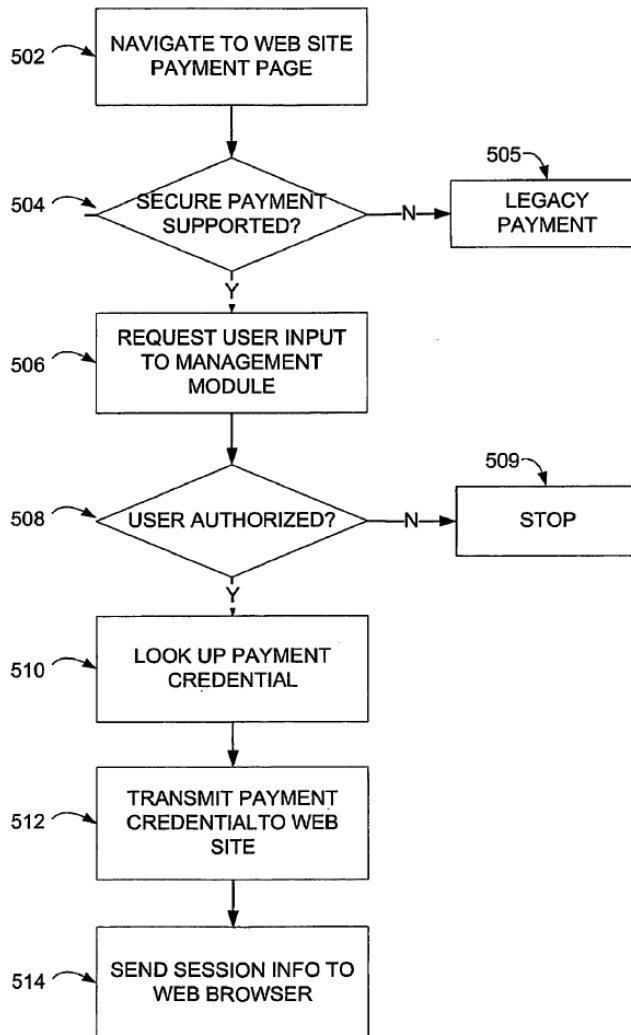 502
NAVIGATE TO WEB SITE
PAYMENT PAGE
504
SECURE PAYMENT
SUPPORTED?
N
505
LEGACY
PAYMENT
Y
506
REQUEST USER INPUT
TO MANAGEMENT
MODULE
508
USER AUTHORIZED?
N
509
STOP
Y
510
LOOK UP PAYMENT
CREDENTIAL
512
TRANSMIT PAYMENT
CREDENTIALTO WEB
SITE
514
SEND SESSION INFO TO
WEB BROWSER